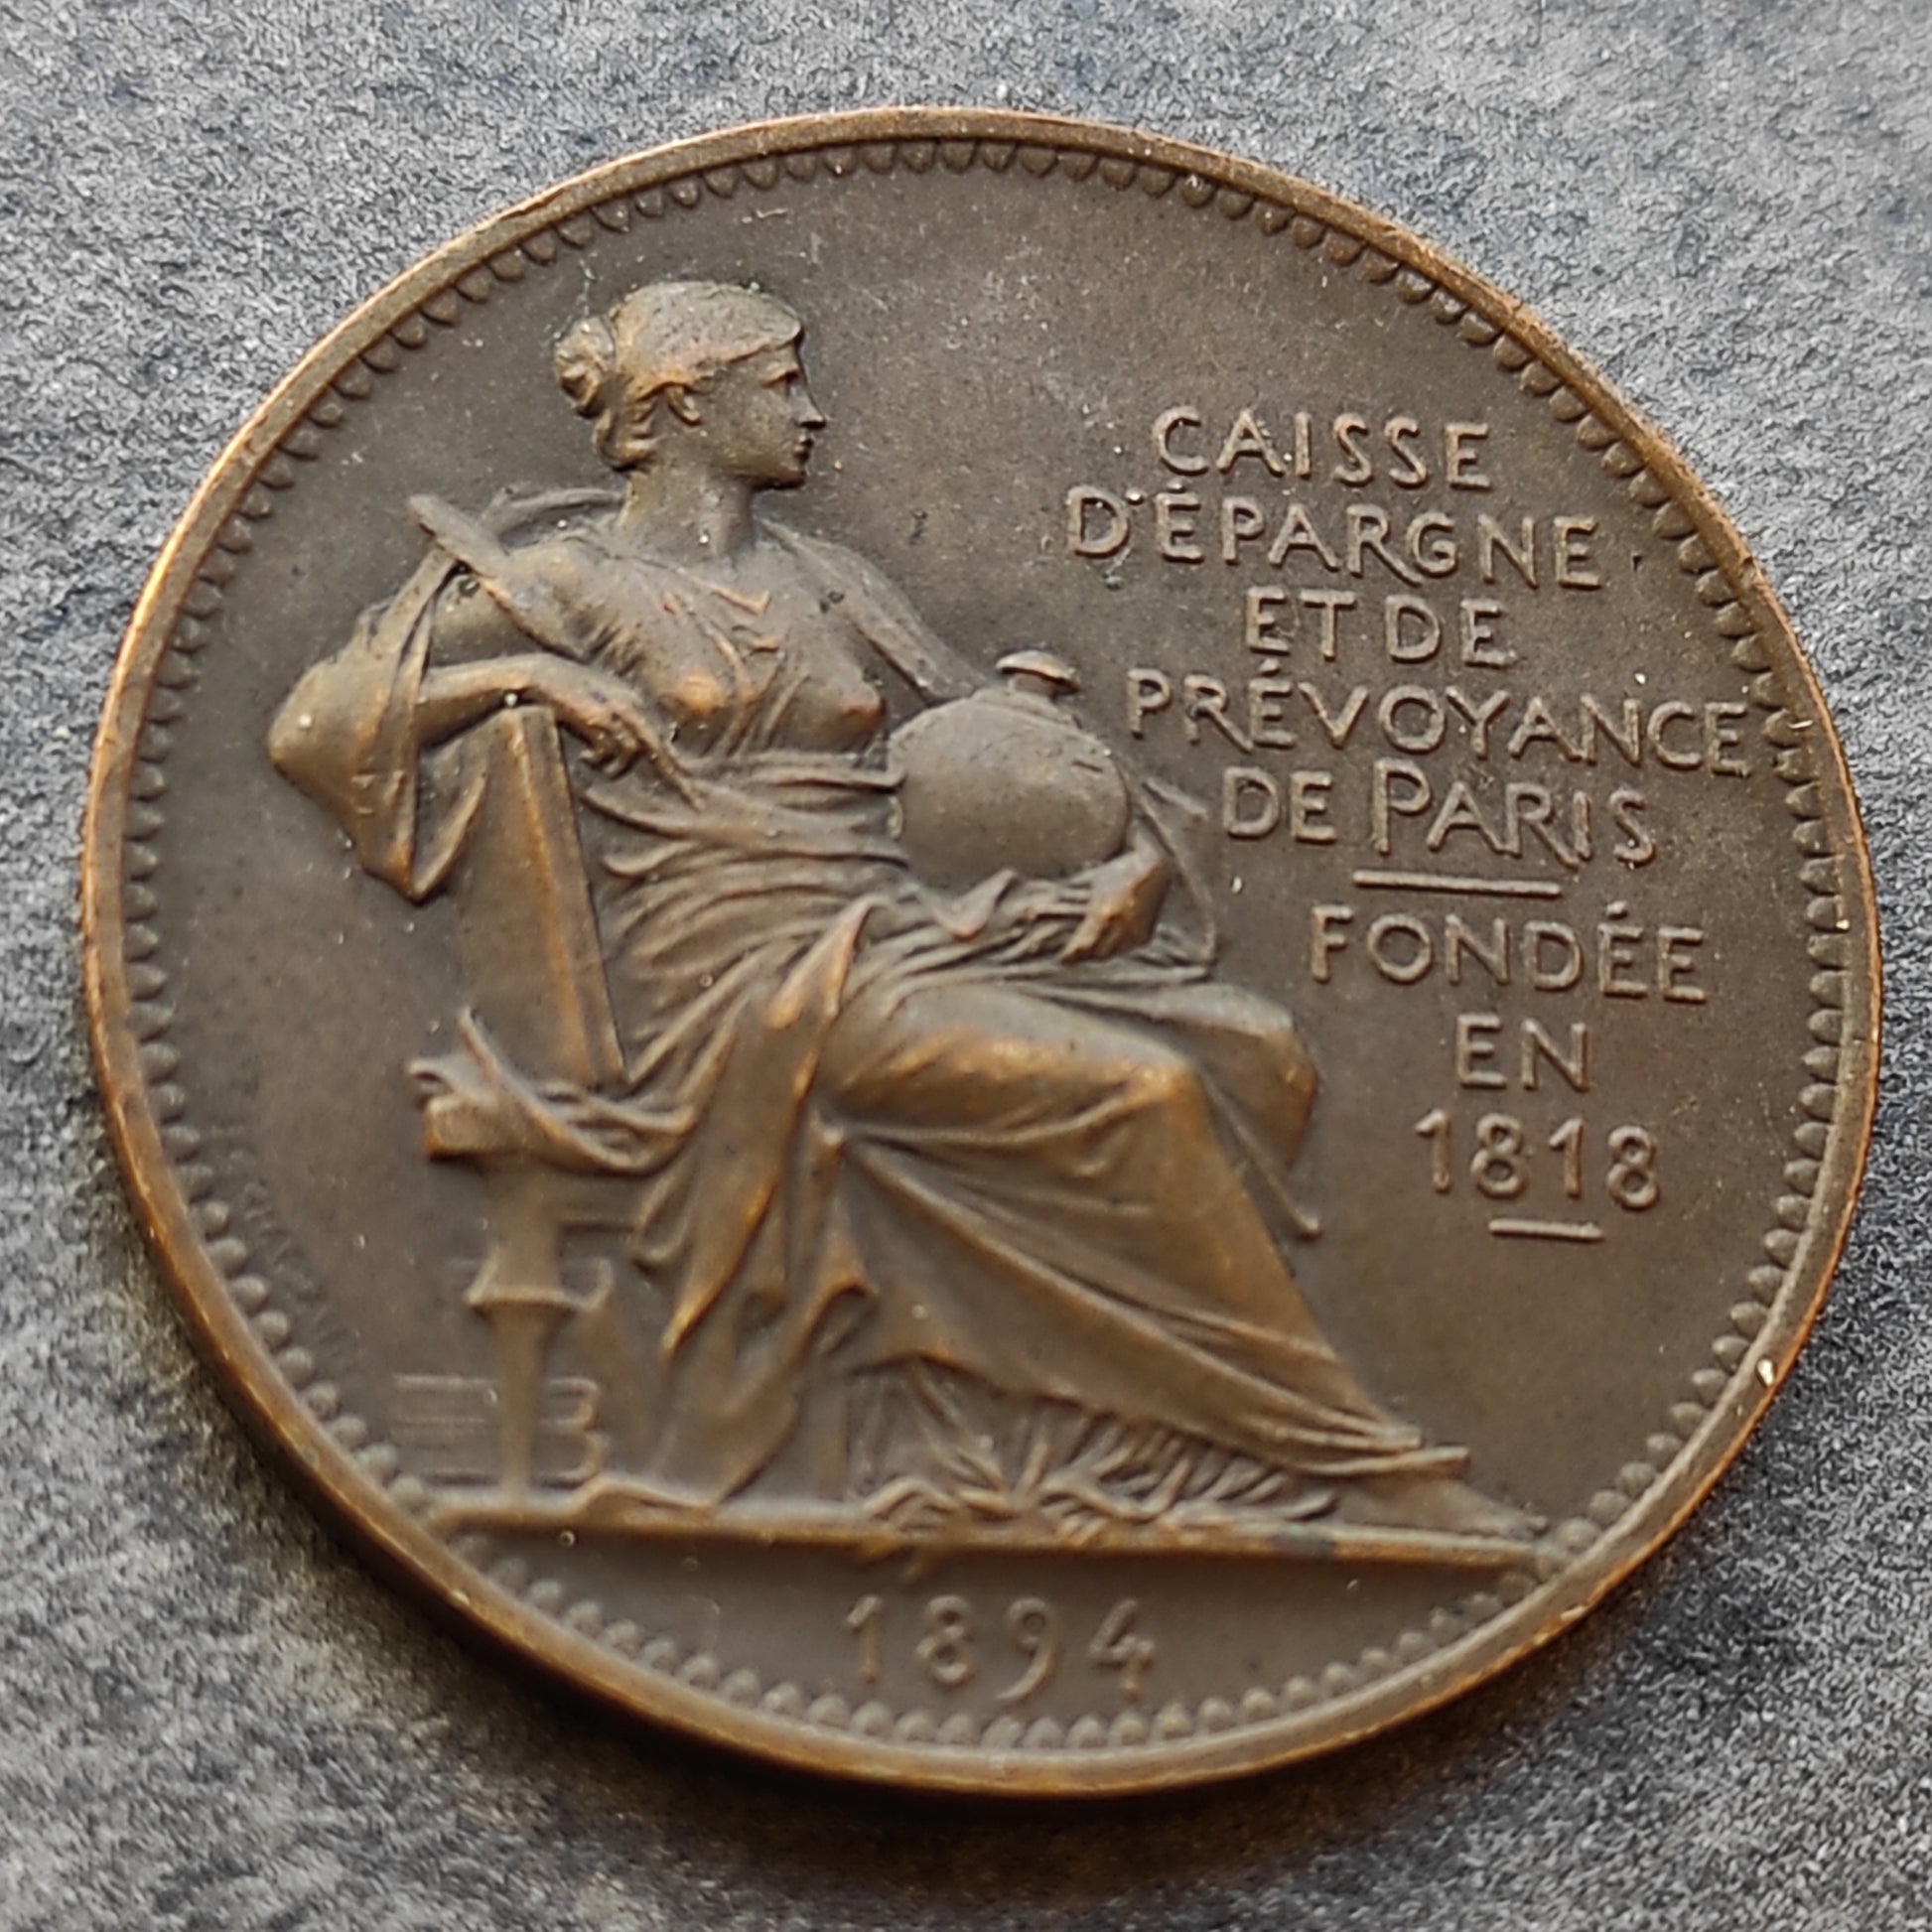 CAISSE
D'ÉPARGNE
ET DE
PRÉVOYANCE
DE PARIS
FONDÉE
EN
1818
1894